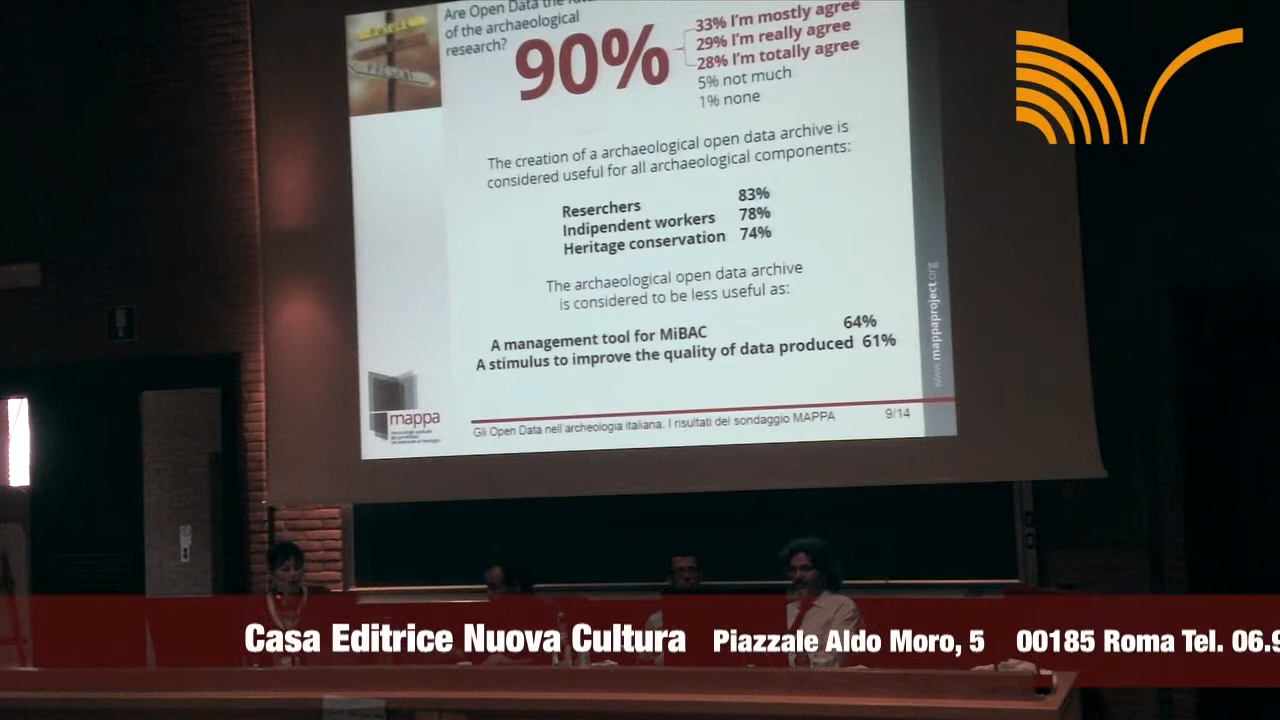 Are Open Data the
of the archaeological
research?
90%
33% I'm mostly agree
29% I'm really agree
28% I'm totally agree
5% not much
1% none
PRESENT
The creation of a archaeological open data archive is
considered useful for all archaeological components:
Reserchers 83%
Indipendent workers 78%
Heritage conservation 74%
The archaeological open data archive
is considered to be less useful as:
A management tool for MiBAC 64%
A stimulus to improve the quality of data produced 61%
www.mappaproject.org
mappa
Gli Open Data nell'archeologia italiana. I risultati del sondaggio MAPPA 9/14
Casa Editrice Nuova Cultura Piazzale Aldo Moro, 5 00185 Roma Tel. 06.9